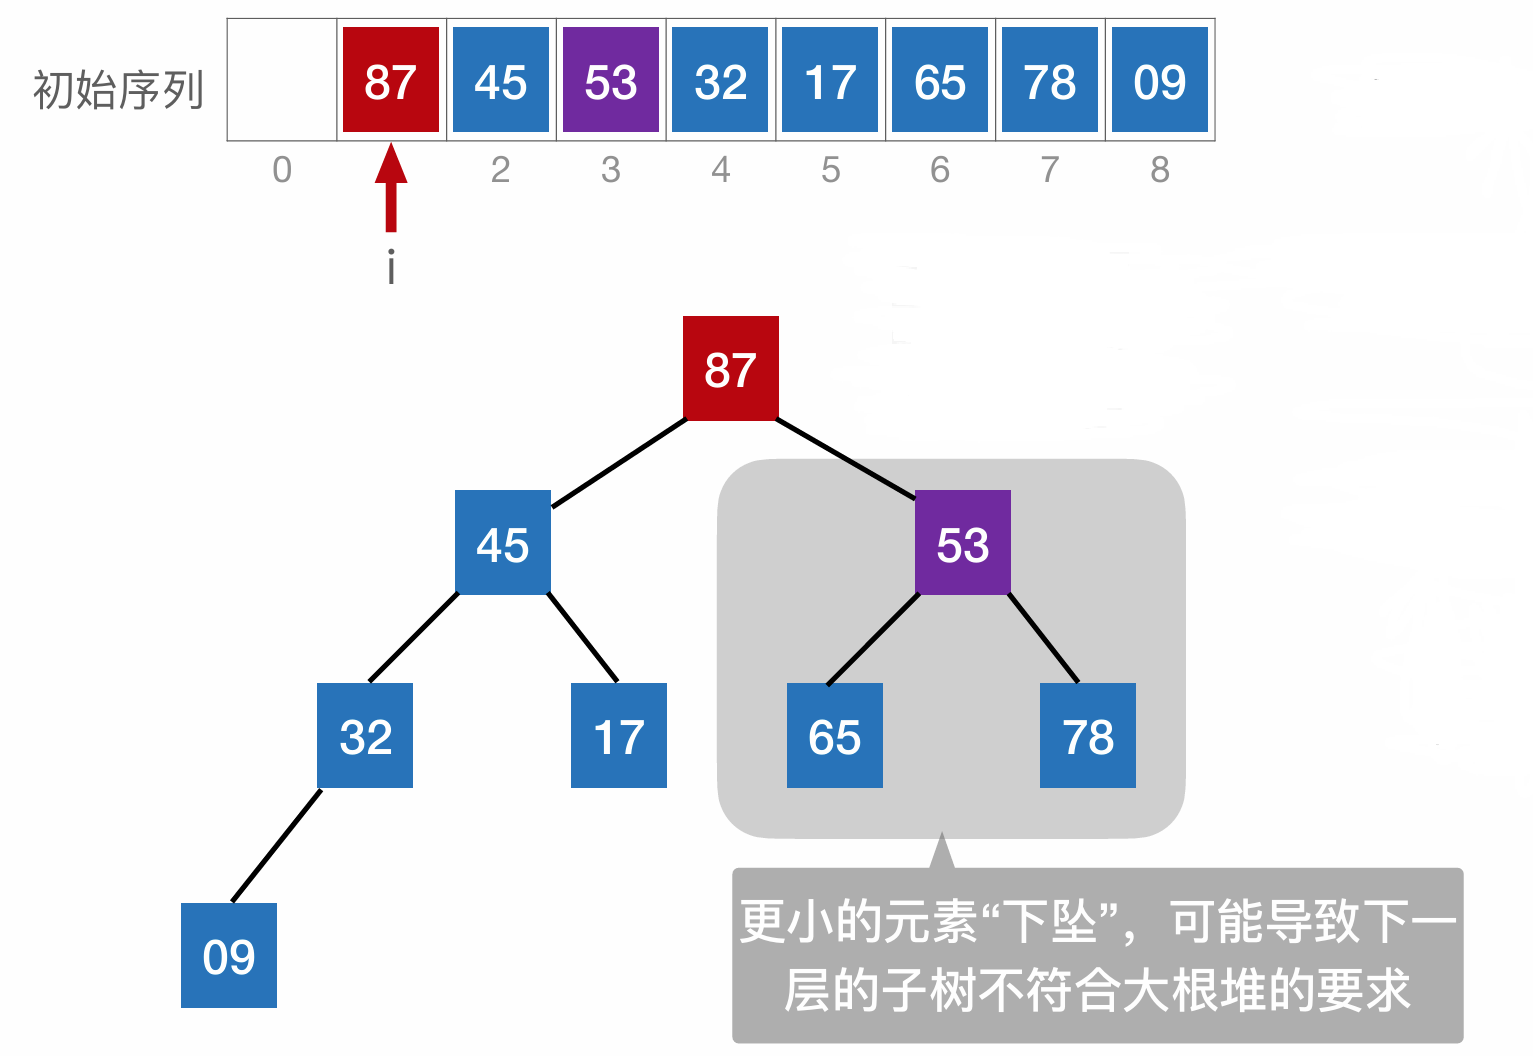 初始序列 87 45 53 32 17 65 78 09
0 2 3 4 5 6 7 8
i
87
45 53
32 17 65 78
09
更小的元素“下坠”，可能导致下一
层的子树不符合大根堆的要求